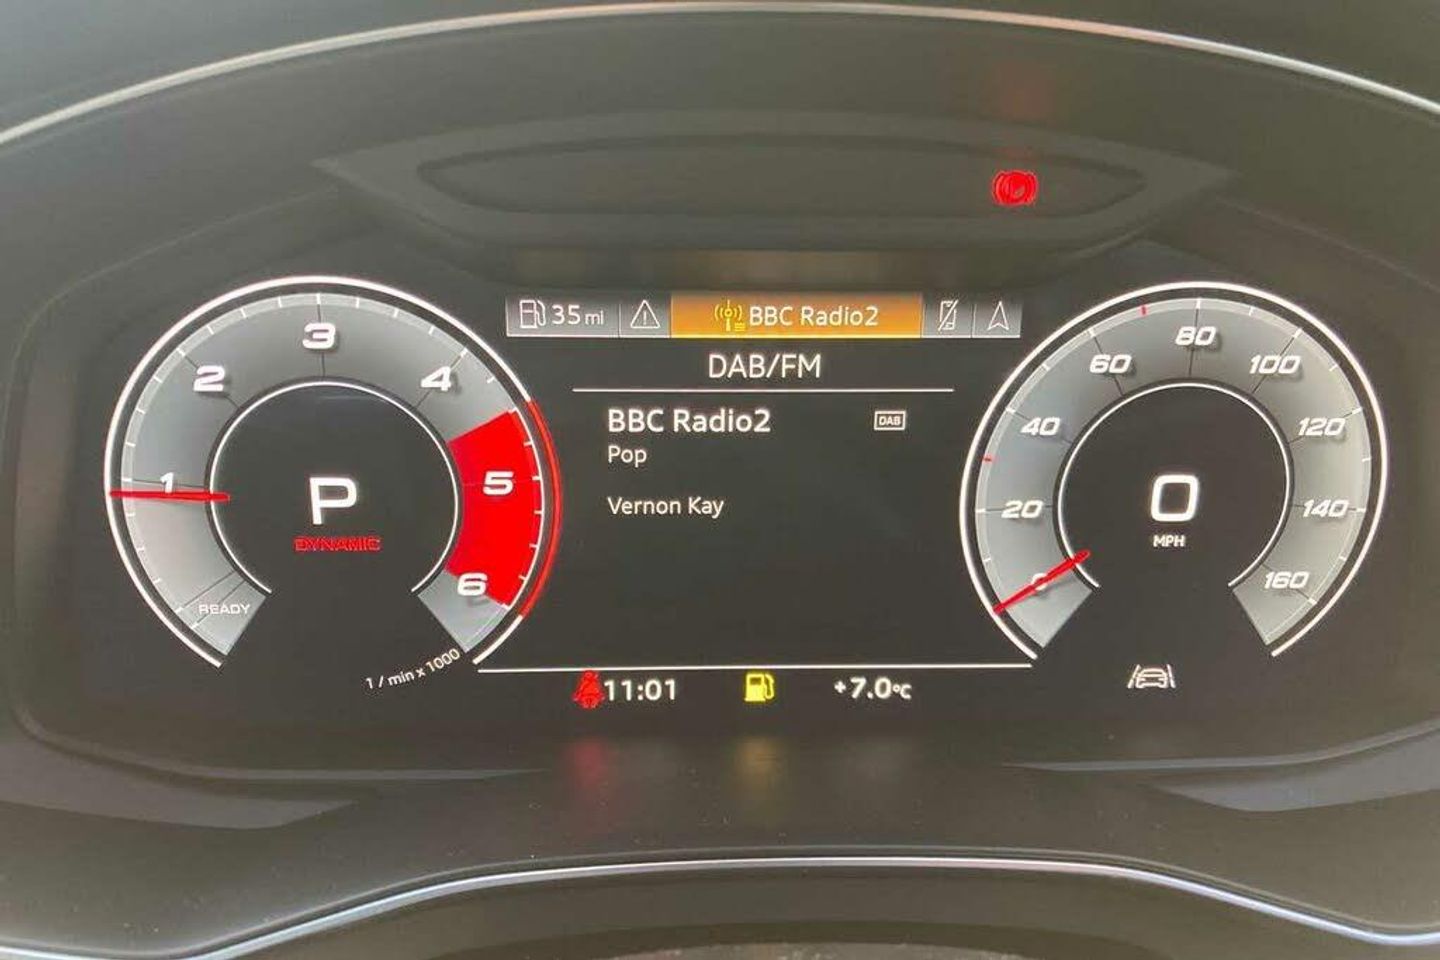 35 mi
BBC Radio2
DAB/FM
BBC Radio2
DAB
Pop
Vernon Kay
READY
1
2
3
4
5
6
P
DYNAMIC
1 / min x 1000
0
20
40
60
80
100
120
140
160
0
MPH
11:01
+7.0°C